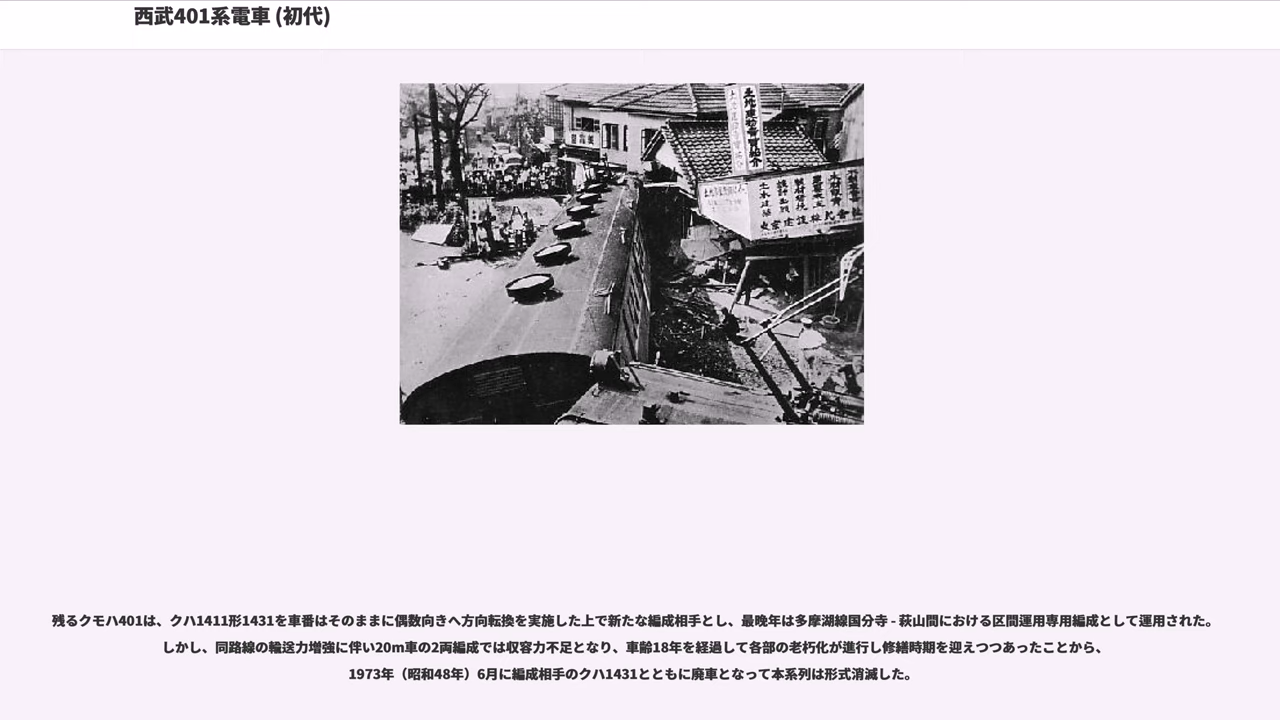 西武401系電車 (初代)
土地建物売買紹介
残るクモハ401は、クハ1411形1431を車番はそのままに偶数向きへ方向転換を実施した上で新たな編成相手とし、最晩年は多摩湖線国分寺 - 萩山間における区間運用専用編成として運用された。
しかし、同路線の輸送力増強に伴い20m車の2両編成では収容力不足となり、車齢18年を経過して各部の老朽化が進行し修繕時期を迎えつつあったことから、
1973年（昭和48年）6月に編成相手のクハ1431とともに廃車となって本系列は形式消滅した。